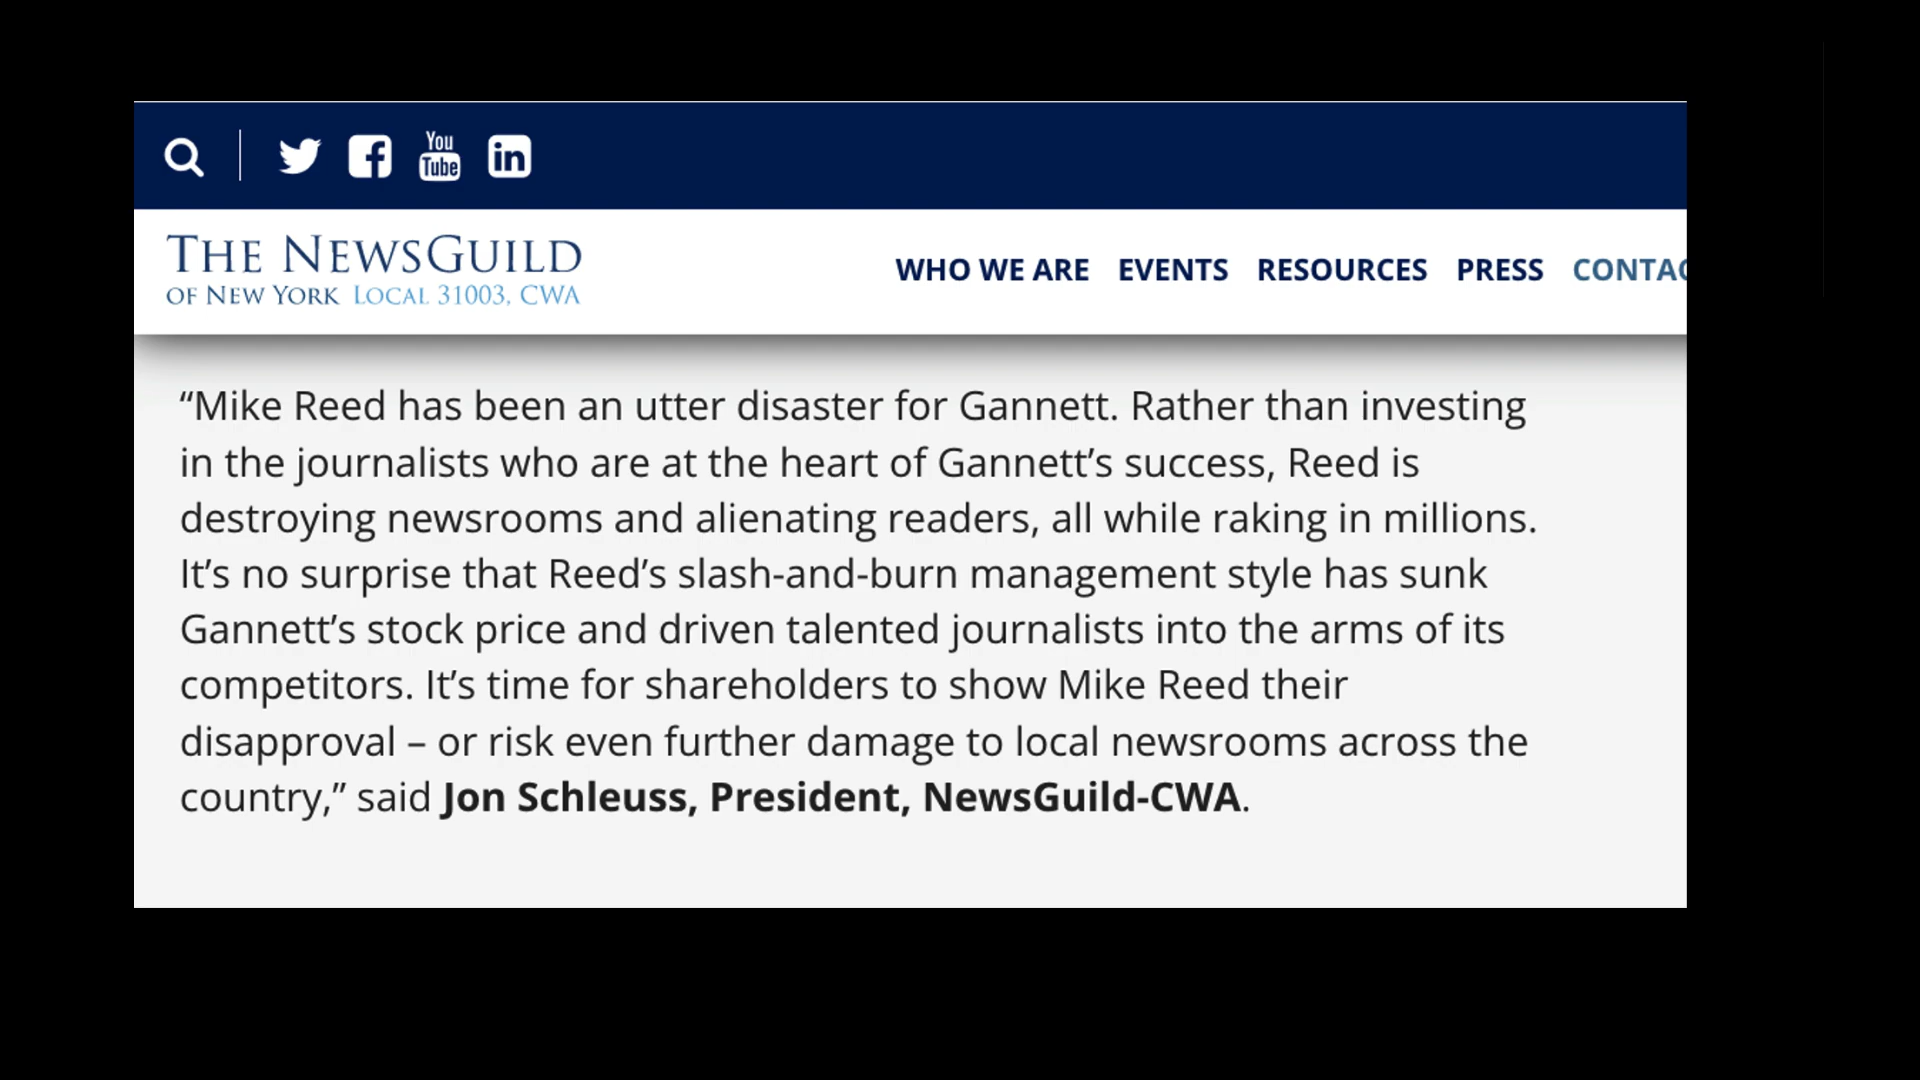 You
Tube
THE NEWSGUILD
OF NEW YORK LOCAL 31003, CWA
WHO WE ARE EVENTS RESOURCES PRESS CONTAC
“Mike Reed has been an utter disaster for Gannett. Rather than investing
in the journalists who are at the heart of Gannett’s success, Reed is
destroying newsrooms and alienating readers, all while raking in millions.
It’s no surprise that Reed’s slash-and-burn management style has sunk
Gannett’s stock price and driven talented journalists into the arms of its
competitors. It’s time for shareholders to show Mike Reed their
disapproval – or risk even further damage to local newsrooms across the
country,” said Jon Schleuss, President, NewsGuild-CWA.